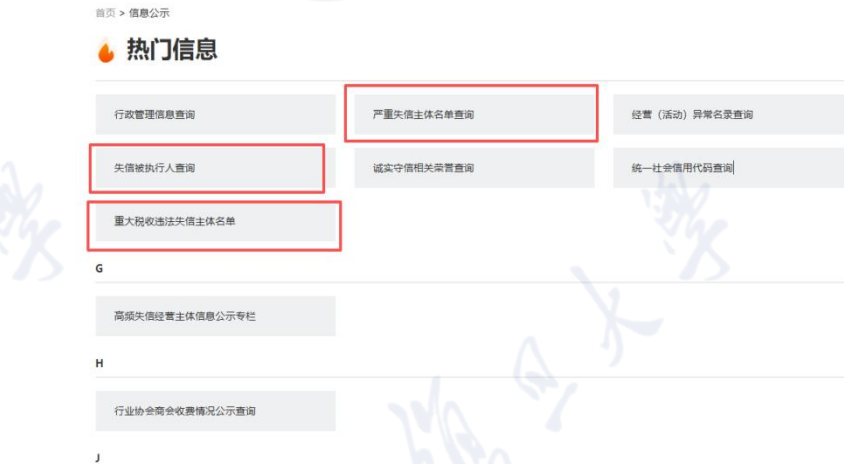 首页 > 信息公示
热门信息
行政管理信息查询
严重失信主体名单查询
经营（活动）异常名录查询
失信被执行人查询
诚实守信相关荣誉查询
统一社会信用代码查询
重大税收违法失信主体名单
G
高频失信经营主体信息公示专栏
H
行业协会商会收费情况公示查询
J